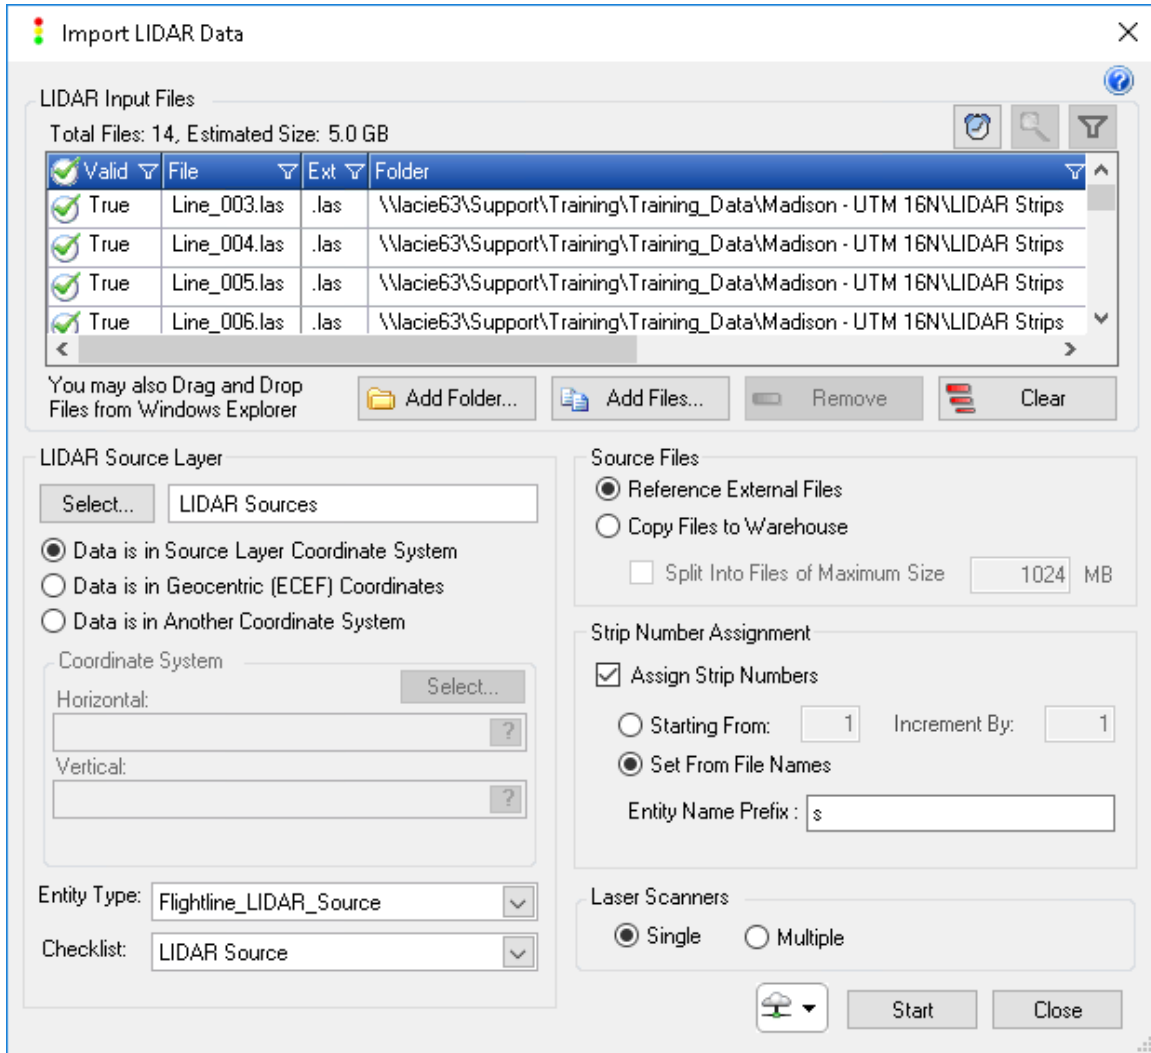 Import LIDAR Data
LIDAR Input Files
Total Files: 14, Estimated Size: 5.0 GB
Valid File Ext Folder
True Line_003.las .las \\lacie63\Support\Training\Training_Data\Madison - UTM 16N\LIDAR Strips
True Line_004.las .las \\lacie63\Support\Training\Training_Data\Madison - UTM 16N\LIDAR Strips
True Line_005.las .las \\lacie63\Support\Training\Training_Data\Madison - UTM 16N\LIDAR Strips
True Line_006.las .las \\lacie63\Support\Training\Training_Data\Madison - UTM 16N\LIDAR Strips
You may also Drag and Drop
Files from Windows Explorer
Add Folder... Add Files... Remove Clear
LIDAR Source Layer
Select... LIDAR Sources
Data is in Source Layer Coordinate System
Data is in Geocentric (ECEF) Coordinates
Data is in Another Coordinate System
Coordinate System
Select...
Horizontal:
?
Vertical:
?
Entity Type: Flightline_LIDAR_Source
Checklist: LIDAR Source
Source Files
Reference External Files
Copy Files to Warehouse
Split Into Files of Maximum Size 1024 MB
Strip Number Assignment
Assign Strip Numbers
Starting From: 1 Increment By: 1
Set From File Names
Entity Name Prefix : s
Laser Scanners
Single Multiple
Start Close